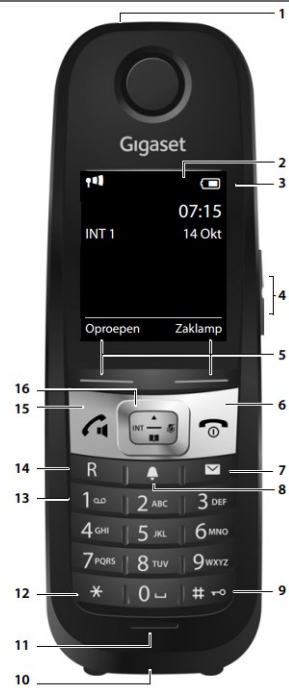 1
Gigaset
2
3
07:15
INT 1 14 Okt
4
Oproepen Zaklamp
5
16
15
6
INT
14 R
7
8
13 1 2 ABC 3 DEF
4 GHI 5 JKL 6 MNO
7 PQRS 8 TUV 9 WXYZ
12 * 0 # 9
11
10